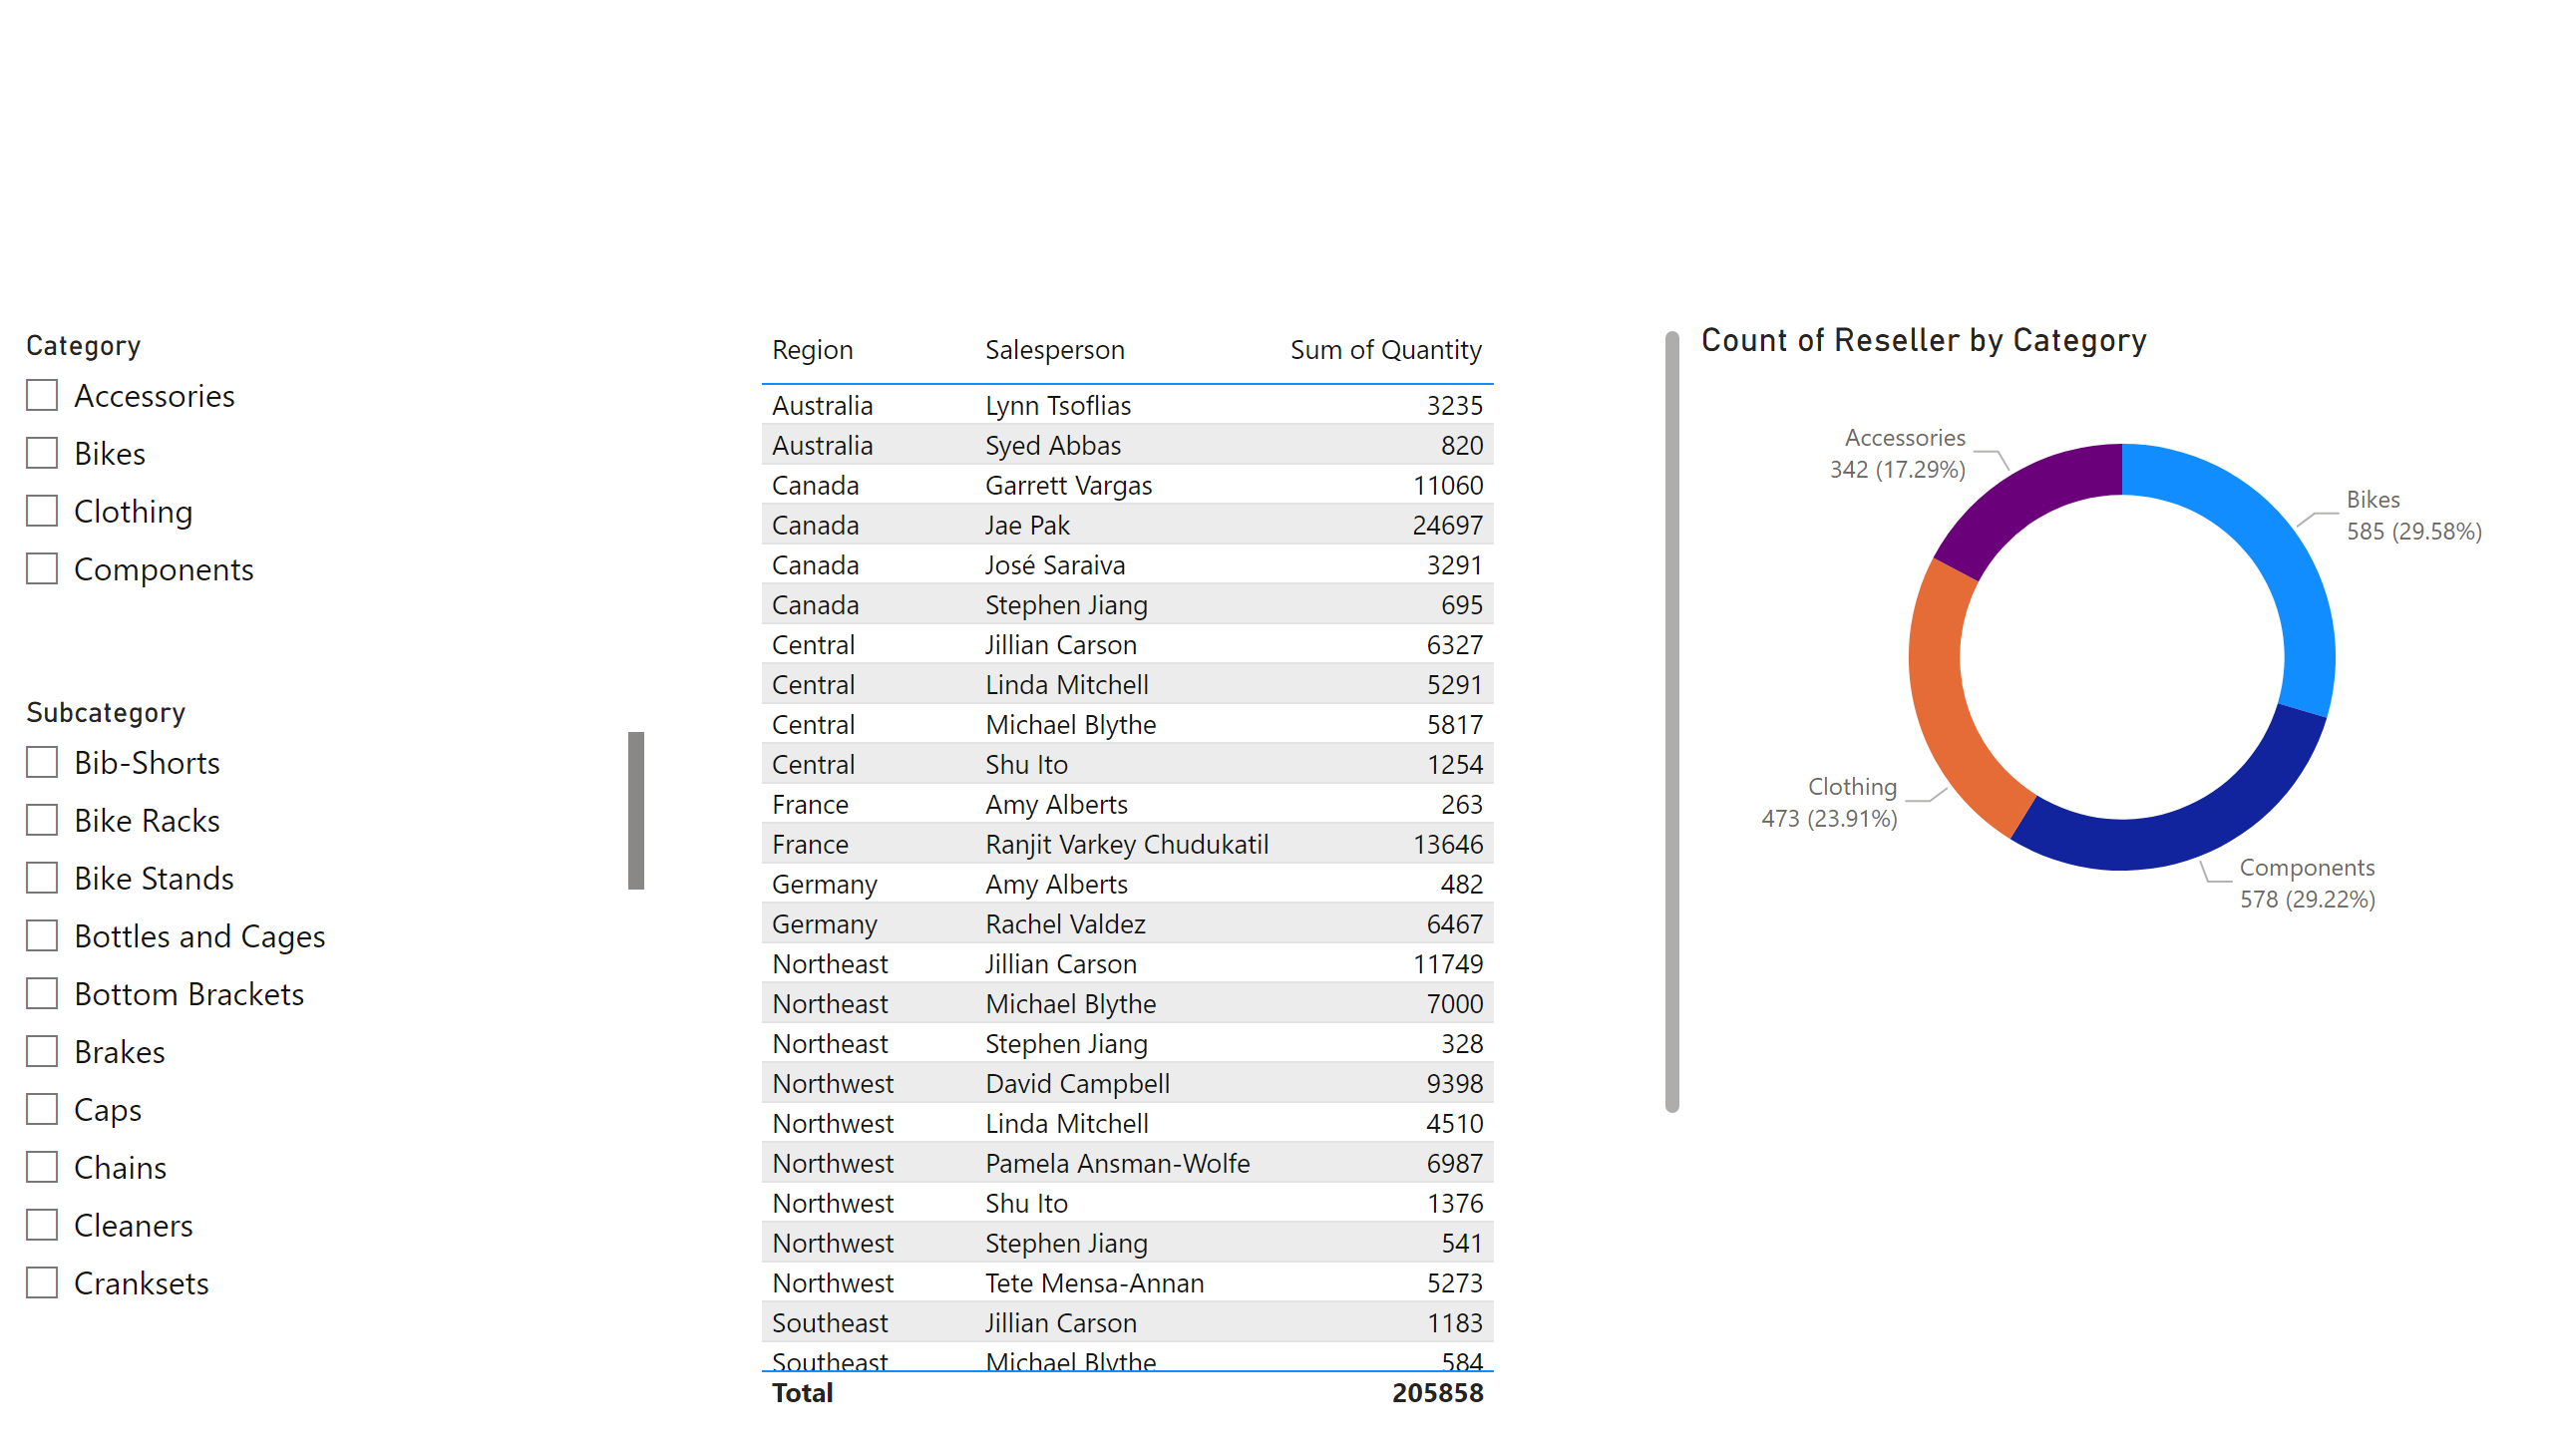 Category
Accessories
Bikes
Clothing
Components
Subcategory
Bib-Shorts
Bike Racks
Bike Stands
Bottles and Cages
Bottom Brackets
Brakes
Caps
Chains
Cleaners
Cranksets
Region Salesperson Sum of Quantity
Australia Lynn Tsoflias 3235
Australia Syed Abbas 820
Canada Garrett Vargas 11060
Canada Jae Pak 24697
Canada José Saraiva 3291
Canada Stephen Jiang 695
Central Jillian Carson 6327
Central Linda Mitchell 5291
Central Michael Blythe 5817
Central Shu Ito 1254
France Amy Alberts 263
France Ranjit Varkey Chudukatil 13646
Germany Amy Alberts 482
Germany Rachel Valdez 6467
Northeast Jillian Carson 11749
Northeast Michael Blythe 7000
Northeast Stephen Jiang 328
Northwest David Campbell 9398
Northwest Linda Mitchell 4510
Northwest Pamela Ansman-Wolfe 6987
Northwest Shu Ito 1376
Northwest Stephen Jiang 541
Northwest Tete Mensa-Annan 5273
Southeast Jillian Carson 1183
Southeast Michael Blythe 584
Total 205858
Count of Reseller by Category
Accessories
342 (17.29%)
Bikes
585 (29.58%)
Clothing
473 (23.91%)
Components
578 (29.22%)